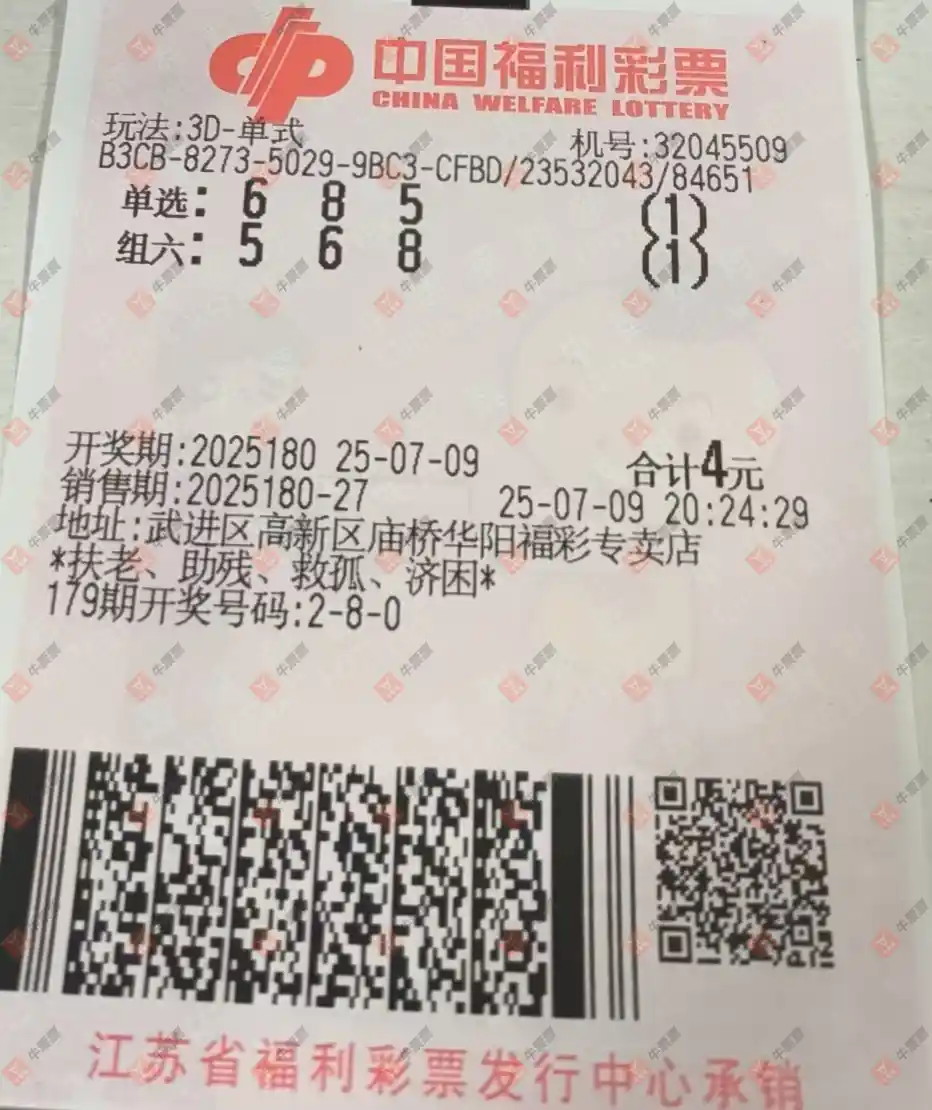 中国福利彩票
CHINA WELFARE LOTTERY
玩法:3D-单式 机号:32045509
B3CB-8273-5029-9BC3-CFBD/23532043/84651
单选: 6 8 5 (1)
组六: 5 6 8 (1)
开奖期:2025180 25-07-09 合计4元
销售期:2025180-27 25-07-09 20:24:29
地址:武进区高新区庙桥华阳福彩专卖店
*扶老、助残、救孤、济困*
179期开奖号码:2-8-0
江苏省福利彩票发行中心承销
牛票票